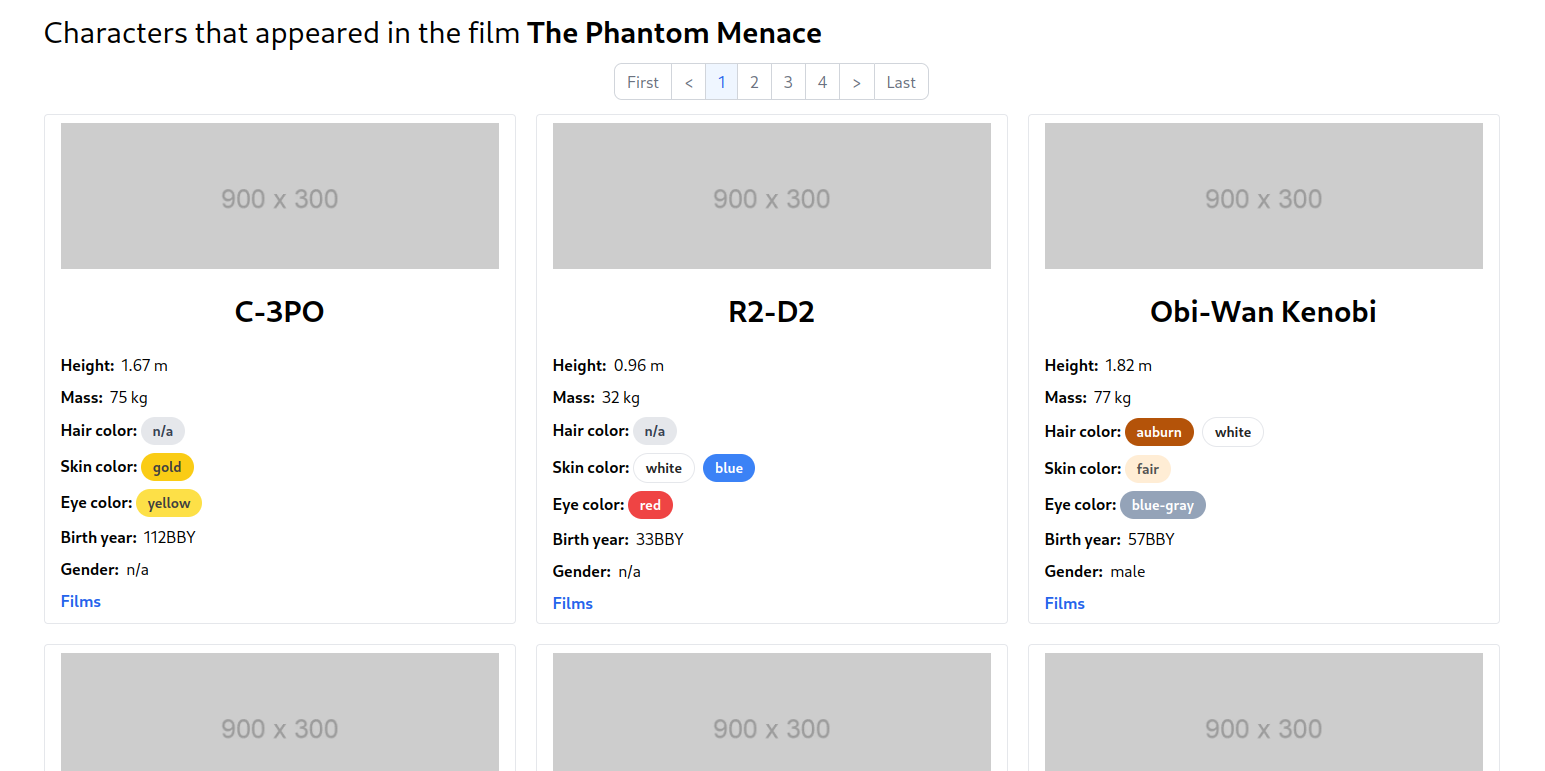 Characters that appeared in the film The Phantom Menace
First < 1 2 3 4 > Last
900 x 300
C-3PO
Height: 1.67 m
Mass: 75 kg
Hair color: n/a
Skin color: gold
Eye color: yellow
Birth year: 112BBY
Gender: n/a
Films
900 x 300
R2-D2
Height: 0.96 m
Mass: 32 kg
Hair color: n/a
Skin color: white blue
Eye color: red
Birth year: 33BBY
Gender: n/a
Films
900 x 300
Obi-Wan Kenobi
Height: 1.82 m
Mass: 77 kg
Hair color: auburn white
Skin color: fair
Eye color: blue-gray
Birth year: 57BBY
Gender: male
Films
900 x 300
900 x 300
900 x 300